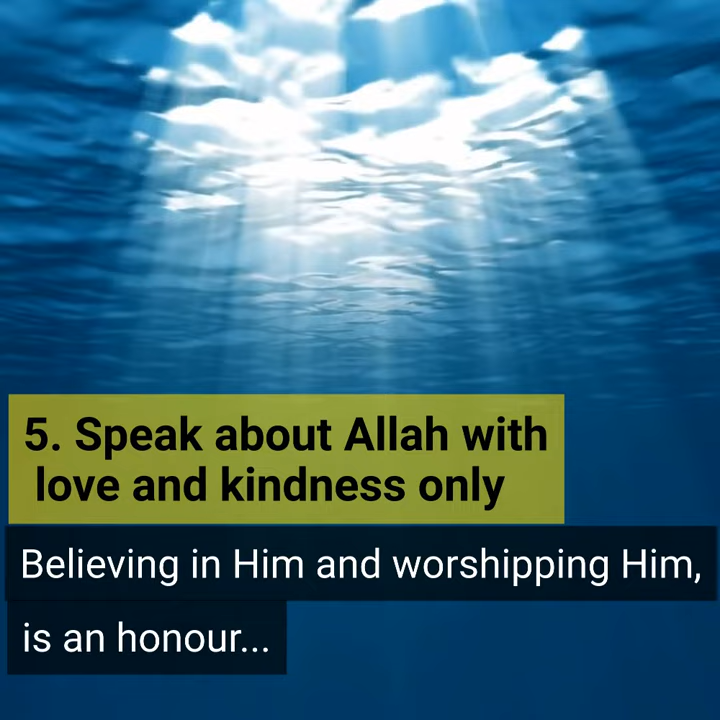 5. Speak about Allah with
love and kindness only
Believing in Him and worshipping Him,
is an honour...